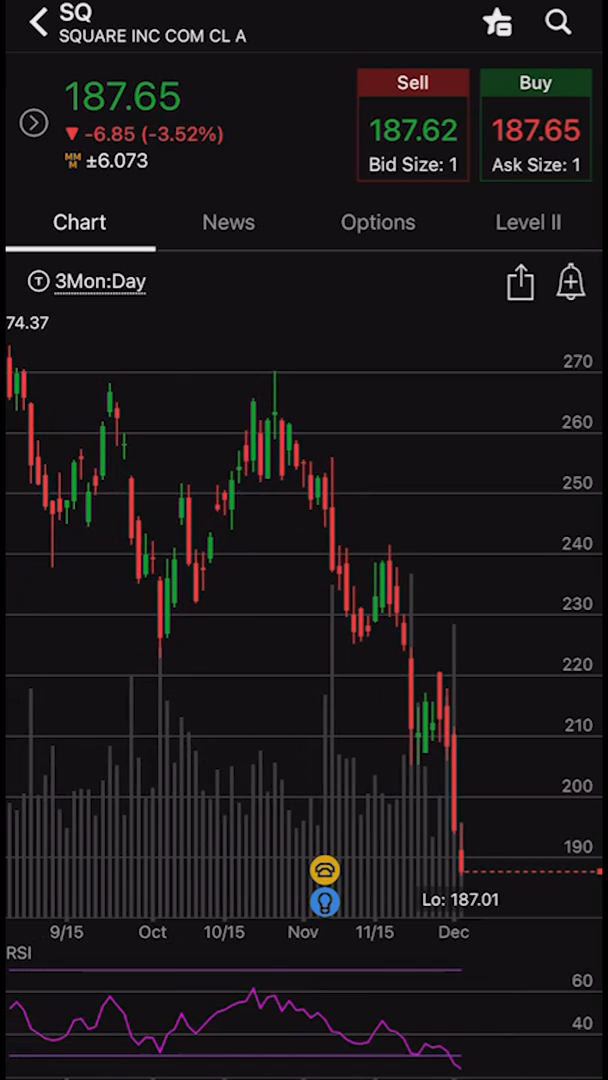 SQ
SQUARE INC COM CL A
187.65
-6.85 (-3.52%)
MM
M
±6.073
Sell
187.62
Bid Size: 1
Buy
187.65
Ask Size: 1
Chart
News
Options
Level II
T
3Mon:Day
74.37
270
260
250
240
230
220
210
200
190
Lo: 187.01
9/15
Oct
10/15
Nov
11/15
Dec
RSI
60
40